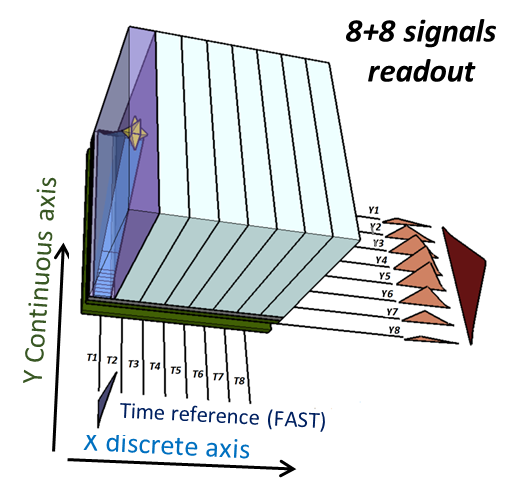 8+8 signals
readout
Y1
Y2
Y3
Y4
Y5
Y6
Y7
Y8
Y Continuous axis
T1
T2
T3
T4
T5
T6
T7
T8
Time reference (FAST)
X discrete axis